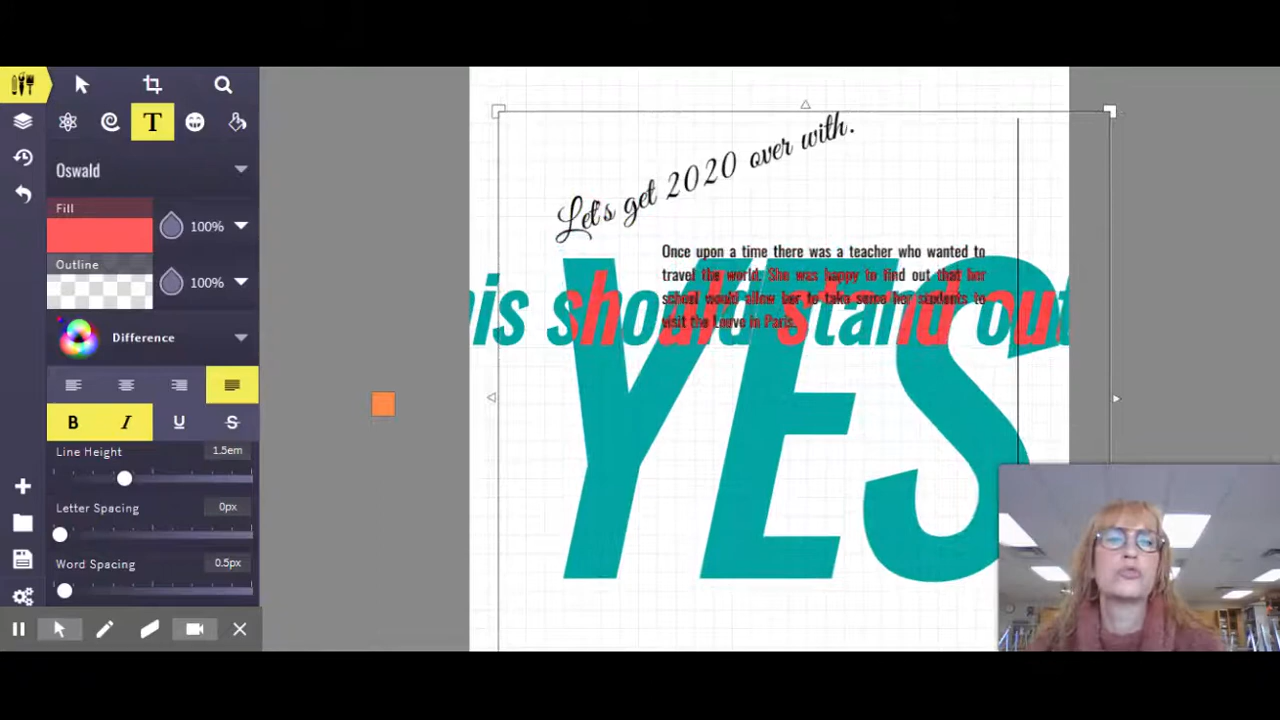 Oswald
Fill
100%
Outline
100%
Difference
B I U S
Line Height
1.5em
Letter Spacing
0px
Word Spacing
0.5px
Let's get 2020 over with.
Once upon a time there was a teacher who wanted to
travel the world. She was happy to find out that her
school would allow her to take some her students to
visit the Louve in Paris.
his should stand out
YES